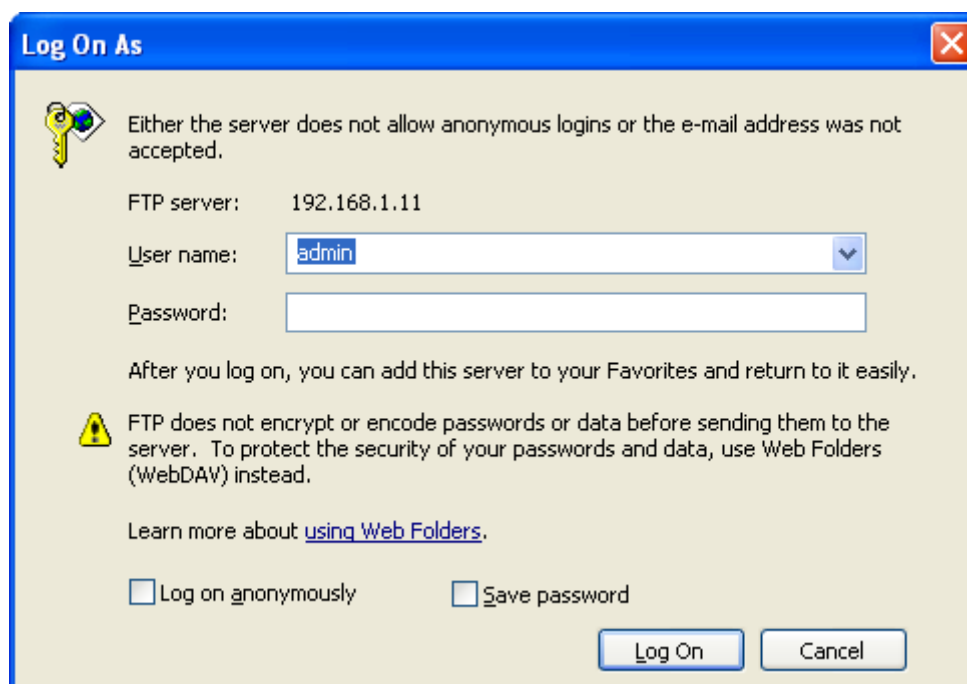 Log On As
Either the server does not allow anonymous logins or the e-mail address was not
accepted.
FTP server: 192.168.1.11
User name: admin
Password:
After you log on, you can add this server to your Favorites and return to it easily.
FTP does not encrypt or encode passwords or data before sending them to the
server. To protect the security of your passwords and data, use Web Folders
(WebDAV) instead.
Learn more about using Web Folders.
Log on anonymously Save password
Log On Cancel